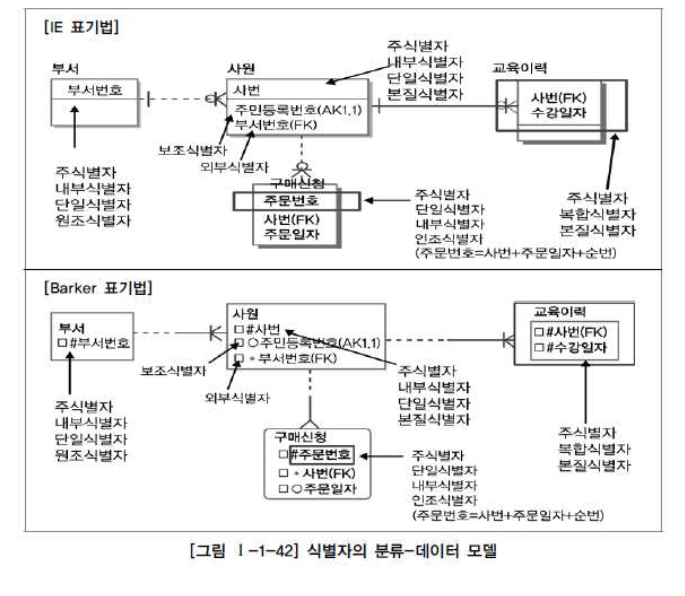 [IE 표기법]
부서
부서번호
주식별자
내부식별자
단일식별자
원조식별자
사원
사번
주민등록번호(AK1.1)
부서번호(FK)
보조식별자
외부식별자
주식별자
내부식별자
단일식별자
본질식별자
교육이력
사번(FK)
수강일자
주식별자
복합식별자
본질식별자
구매신청
주문번호
사번(FK)
주문일자
주식별자
단일식별자
내부식별자
인조식별자
(주문번호=사번+주문일자+순번)
[Barker 표기법]
부서
#부서번호
주식별자
내부식별자
단일식별자
원조식별자
사원
#사번
○주민등록번호(AK1.1)
*부서번호(FK)
보조식별자
외부식별자
주식별자
내부식별자
단일식별자
본질식별자
교육이력
#사번(FK)
#수강일자
주식별자
복합식별자
본질식별자
구매신청
#주문번호
*사번(FK)
○주문일자
주식별자
단일식별자
내부식별자
인조식별자
(주문번호=사번+주문일자+순번)
[그림 Ⅰ-1-42] 식별자의 분류-데이터 모델